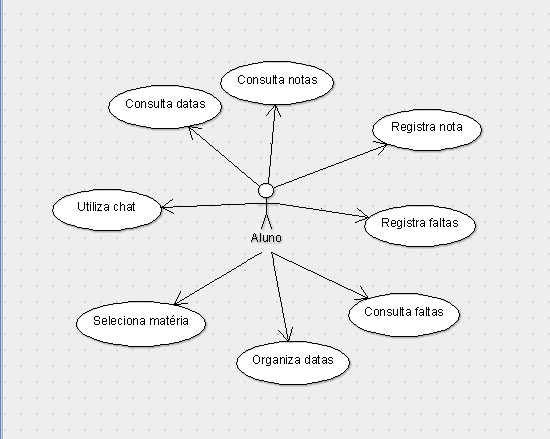 Consulta notas
Consulta datas
Registra nota
Utiliza chat
Registra faltas
Aluno
Consulta faltas
Seleciona matéria
Organiza datas